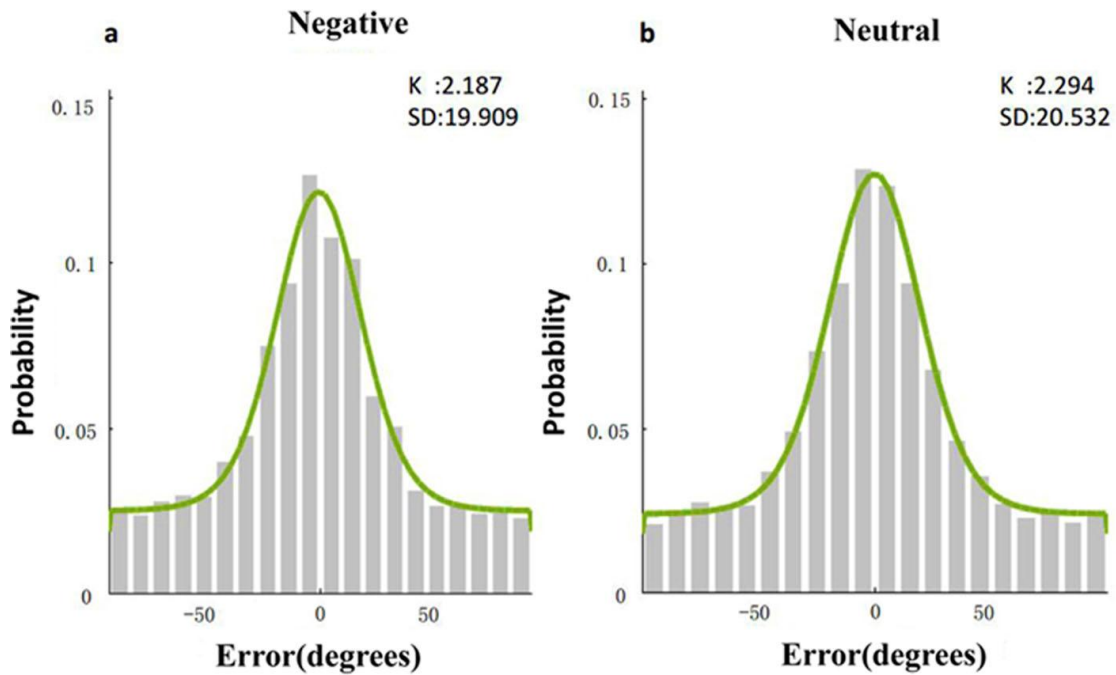 a
Negative
K :2.187
SD:19.909
0.15
0.1
0.05
0
Probability
−50
0
50
Error(degrees)
b
Neutral
K :2.294
SD:20.532
0.15
0.1
0.05
0
Probability
−50
0
50
Error(degrees)